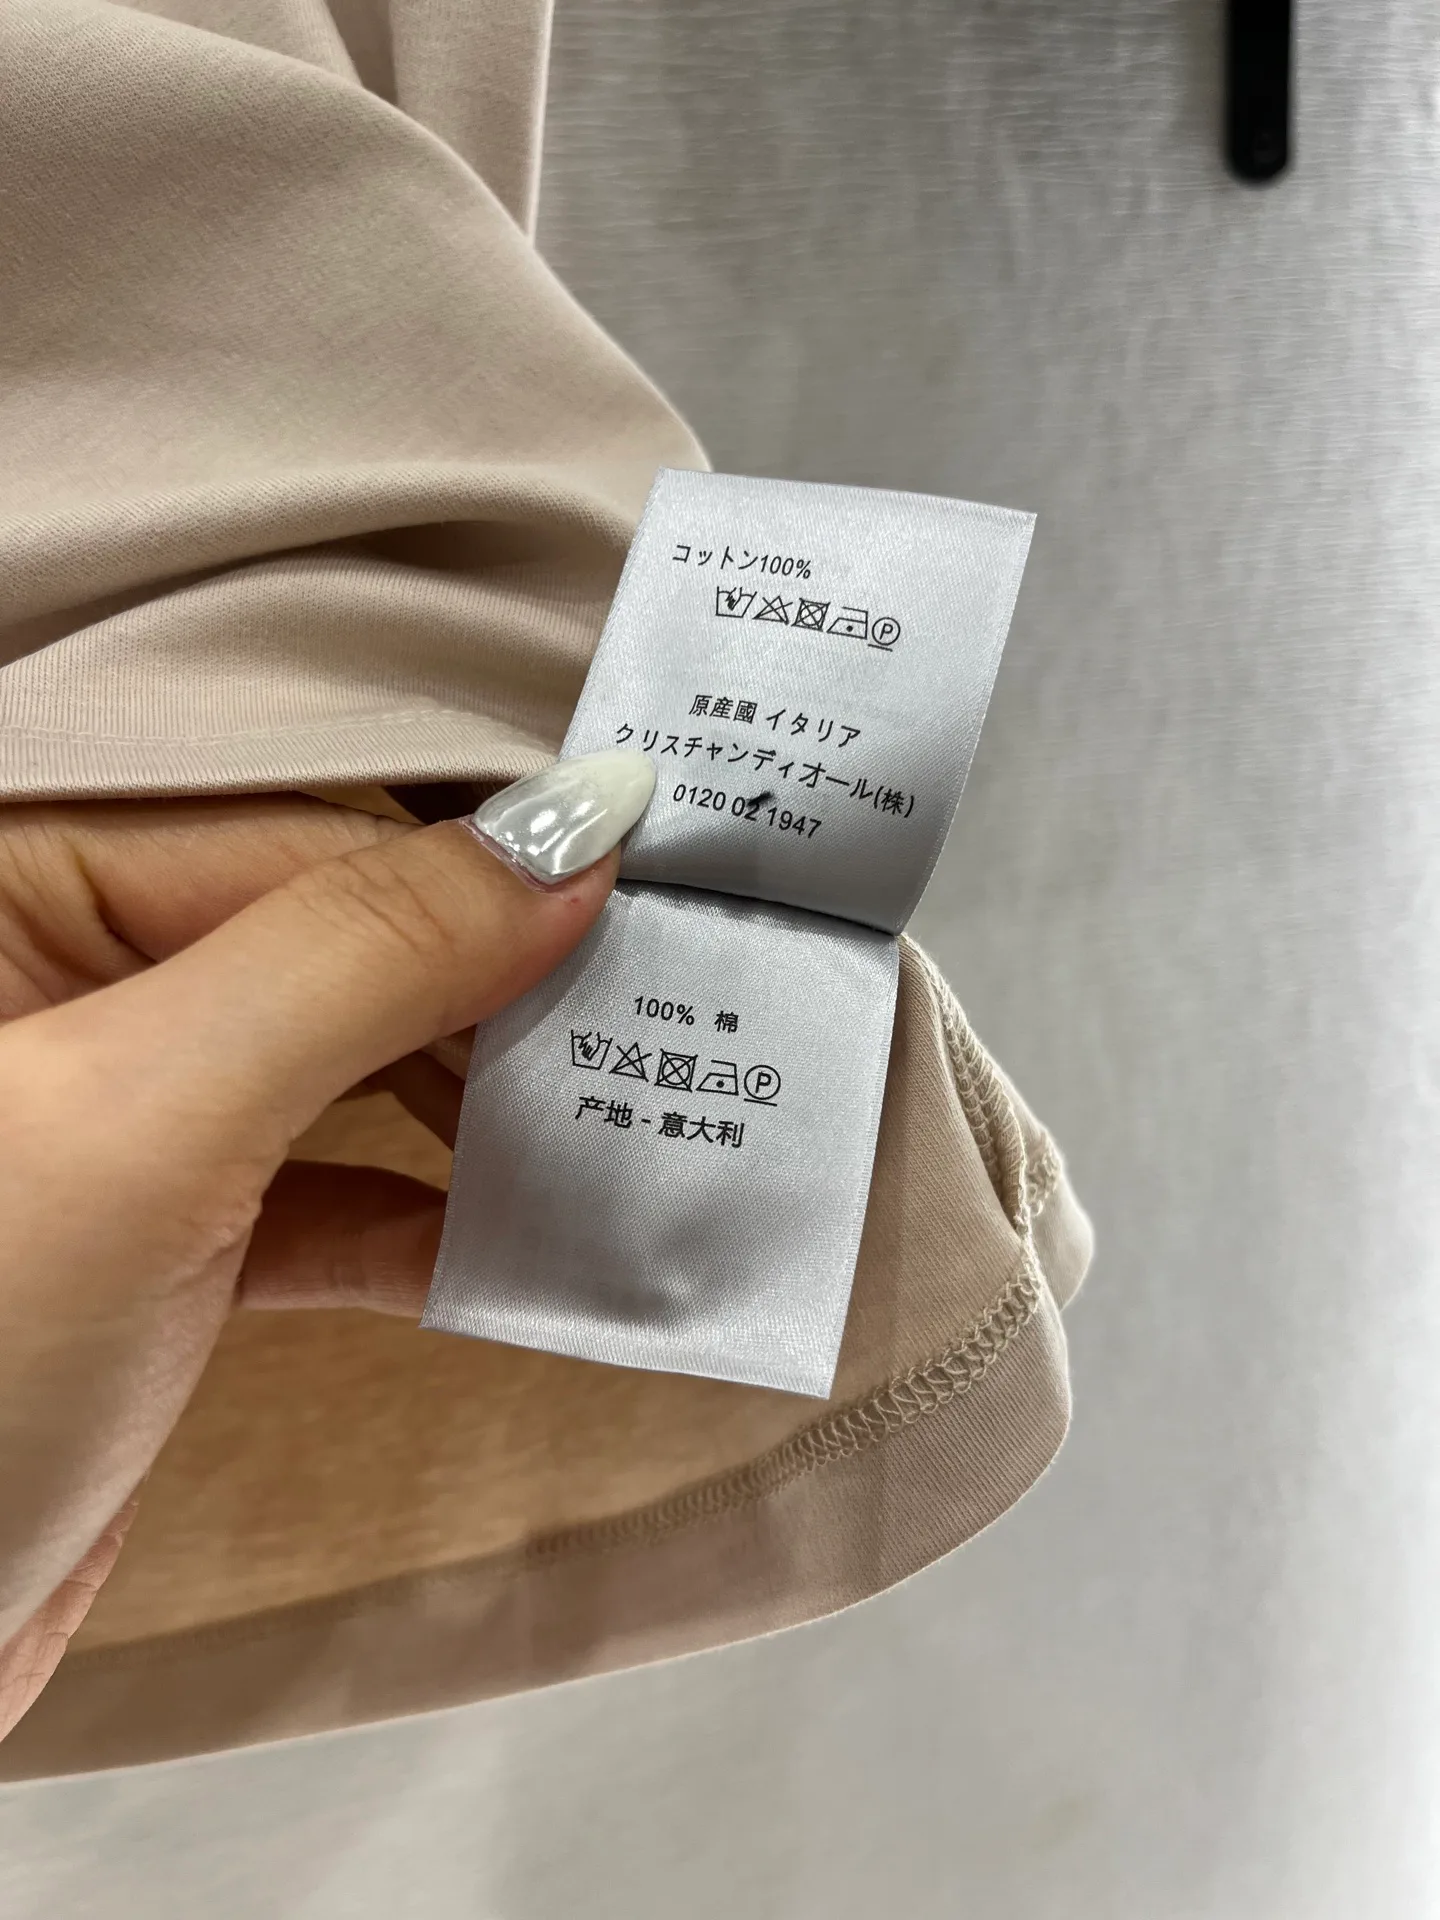 コットン100%
P
原産國 イタリア
クリスチャンディオール(株)
0120 02 1947
100% 棉
P
产地 - 意大利